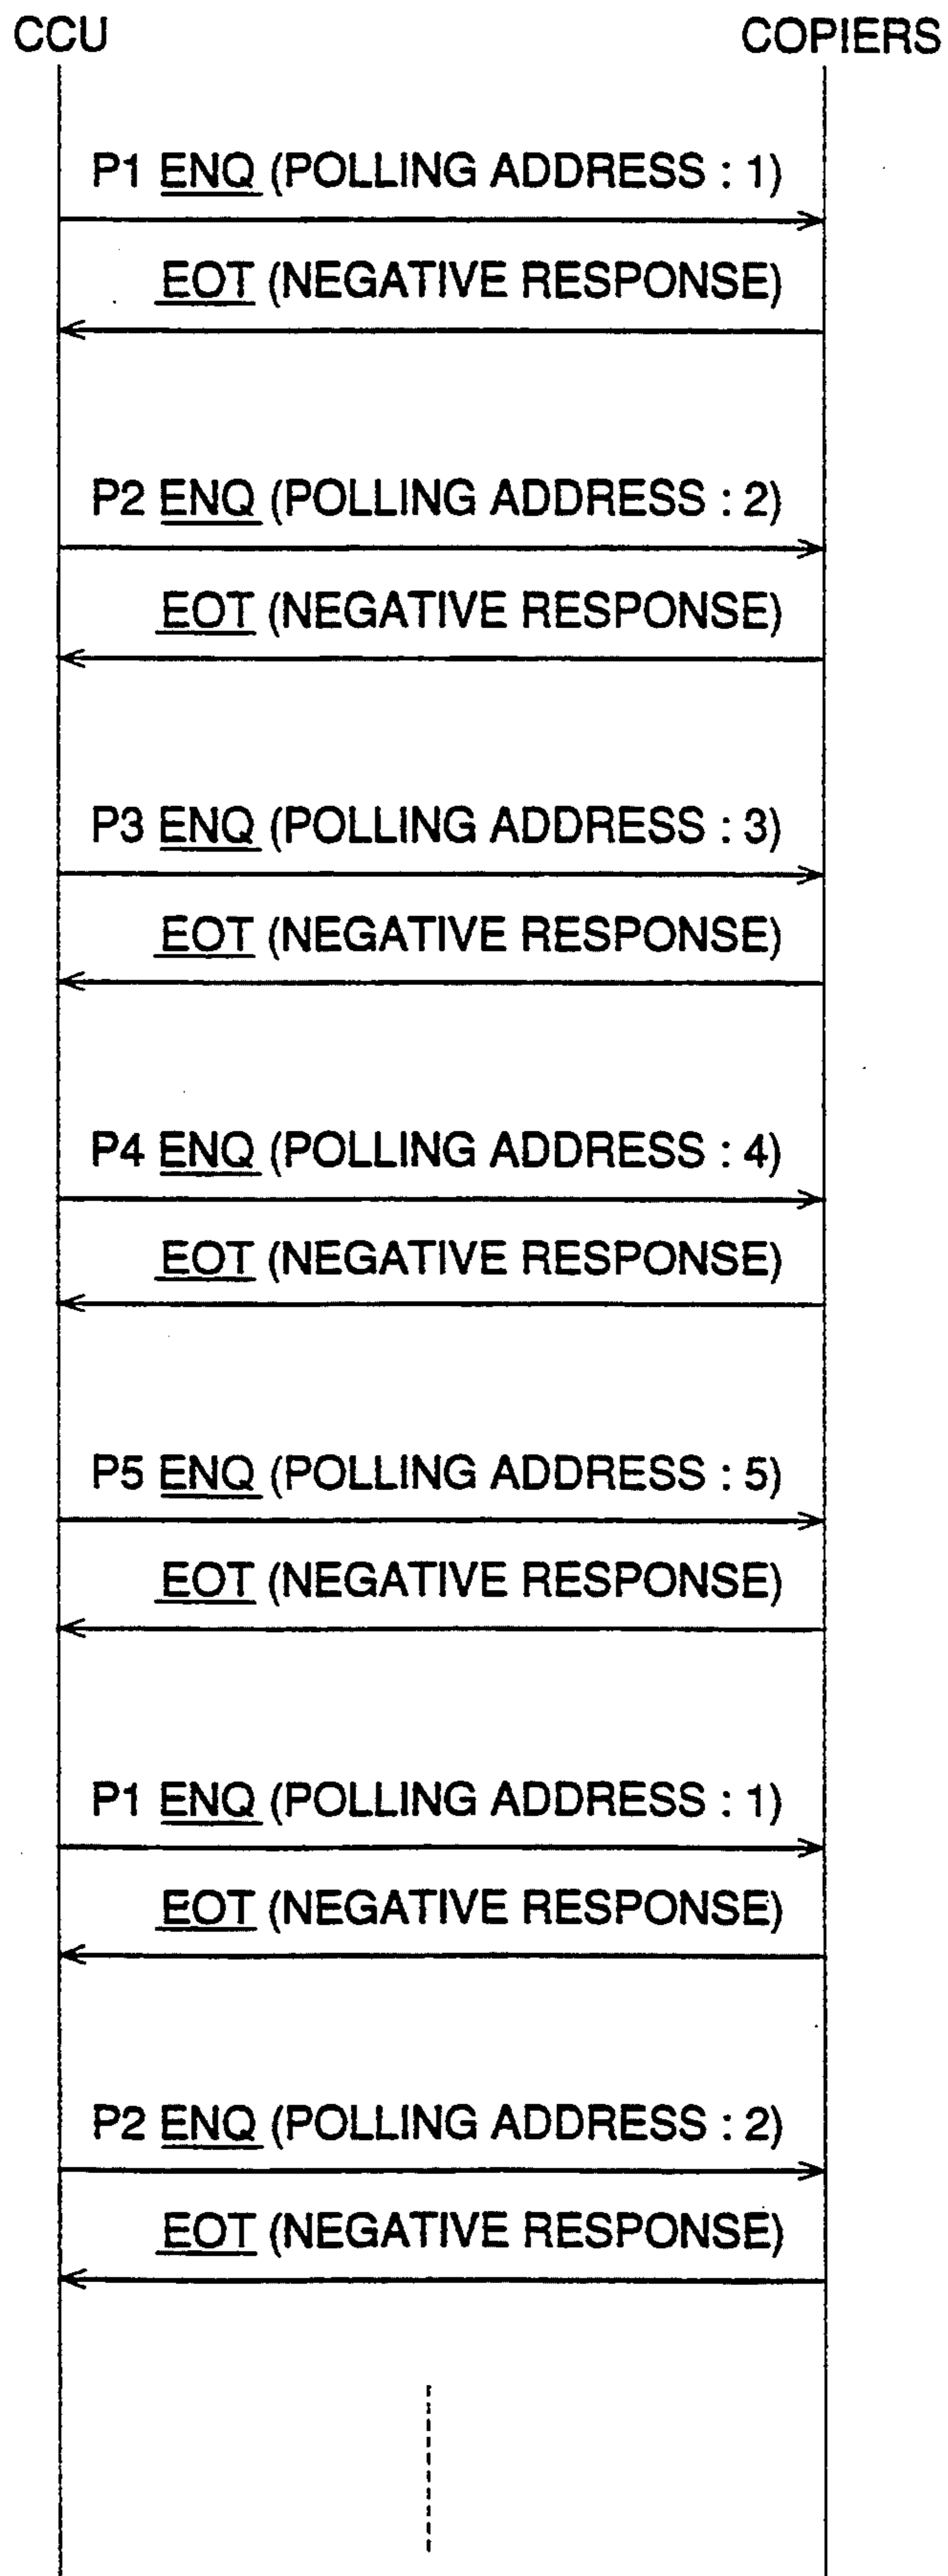 CCU COPIERS
P1 ENQ (POLLING ADDRESS : 1)
EOT (NEGATIVE RESPONSE)
P2 ENQ (POLLING ADDRESS : 2)
EOT (NEGATIVE RESPONSE)
P3 ENQ (POLLING ADDRESS : 3)
EOT (NEGATIVE RESPONSE)
P4 ENQ (POLLING ADDRESS : 4)
EOT (NEGATIVE RESPONSE)
P5 ENQ (POLLING ADDRESS : 5)
EOT (NEGATIVE RESPONSE)
P1 ENQ (POLLING ADDRESS : 1)
EOT (NEGATIVE RESPONSE)
P2 ENQ (POLLING ADDRESS : 2)
EOT (NEGATIVE RESPONSE)